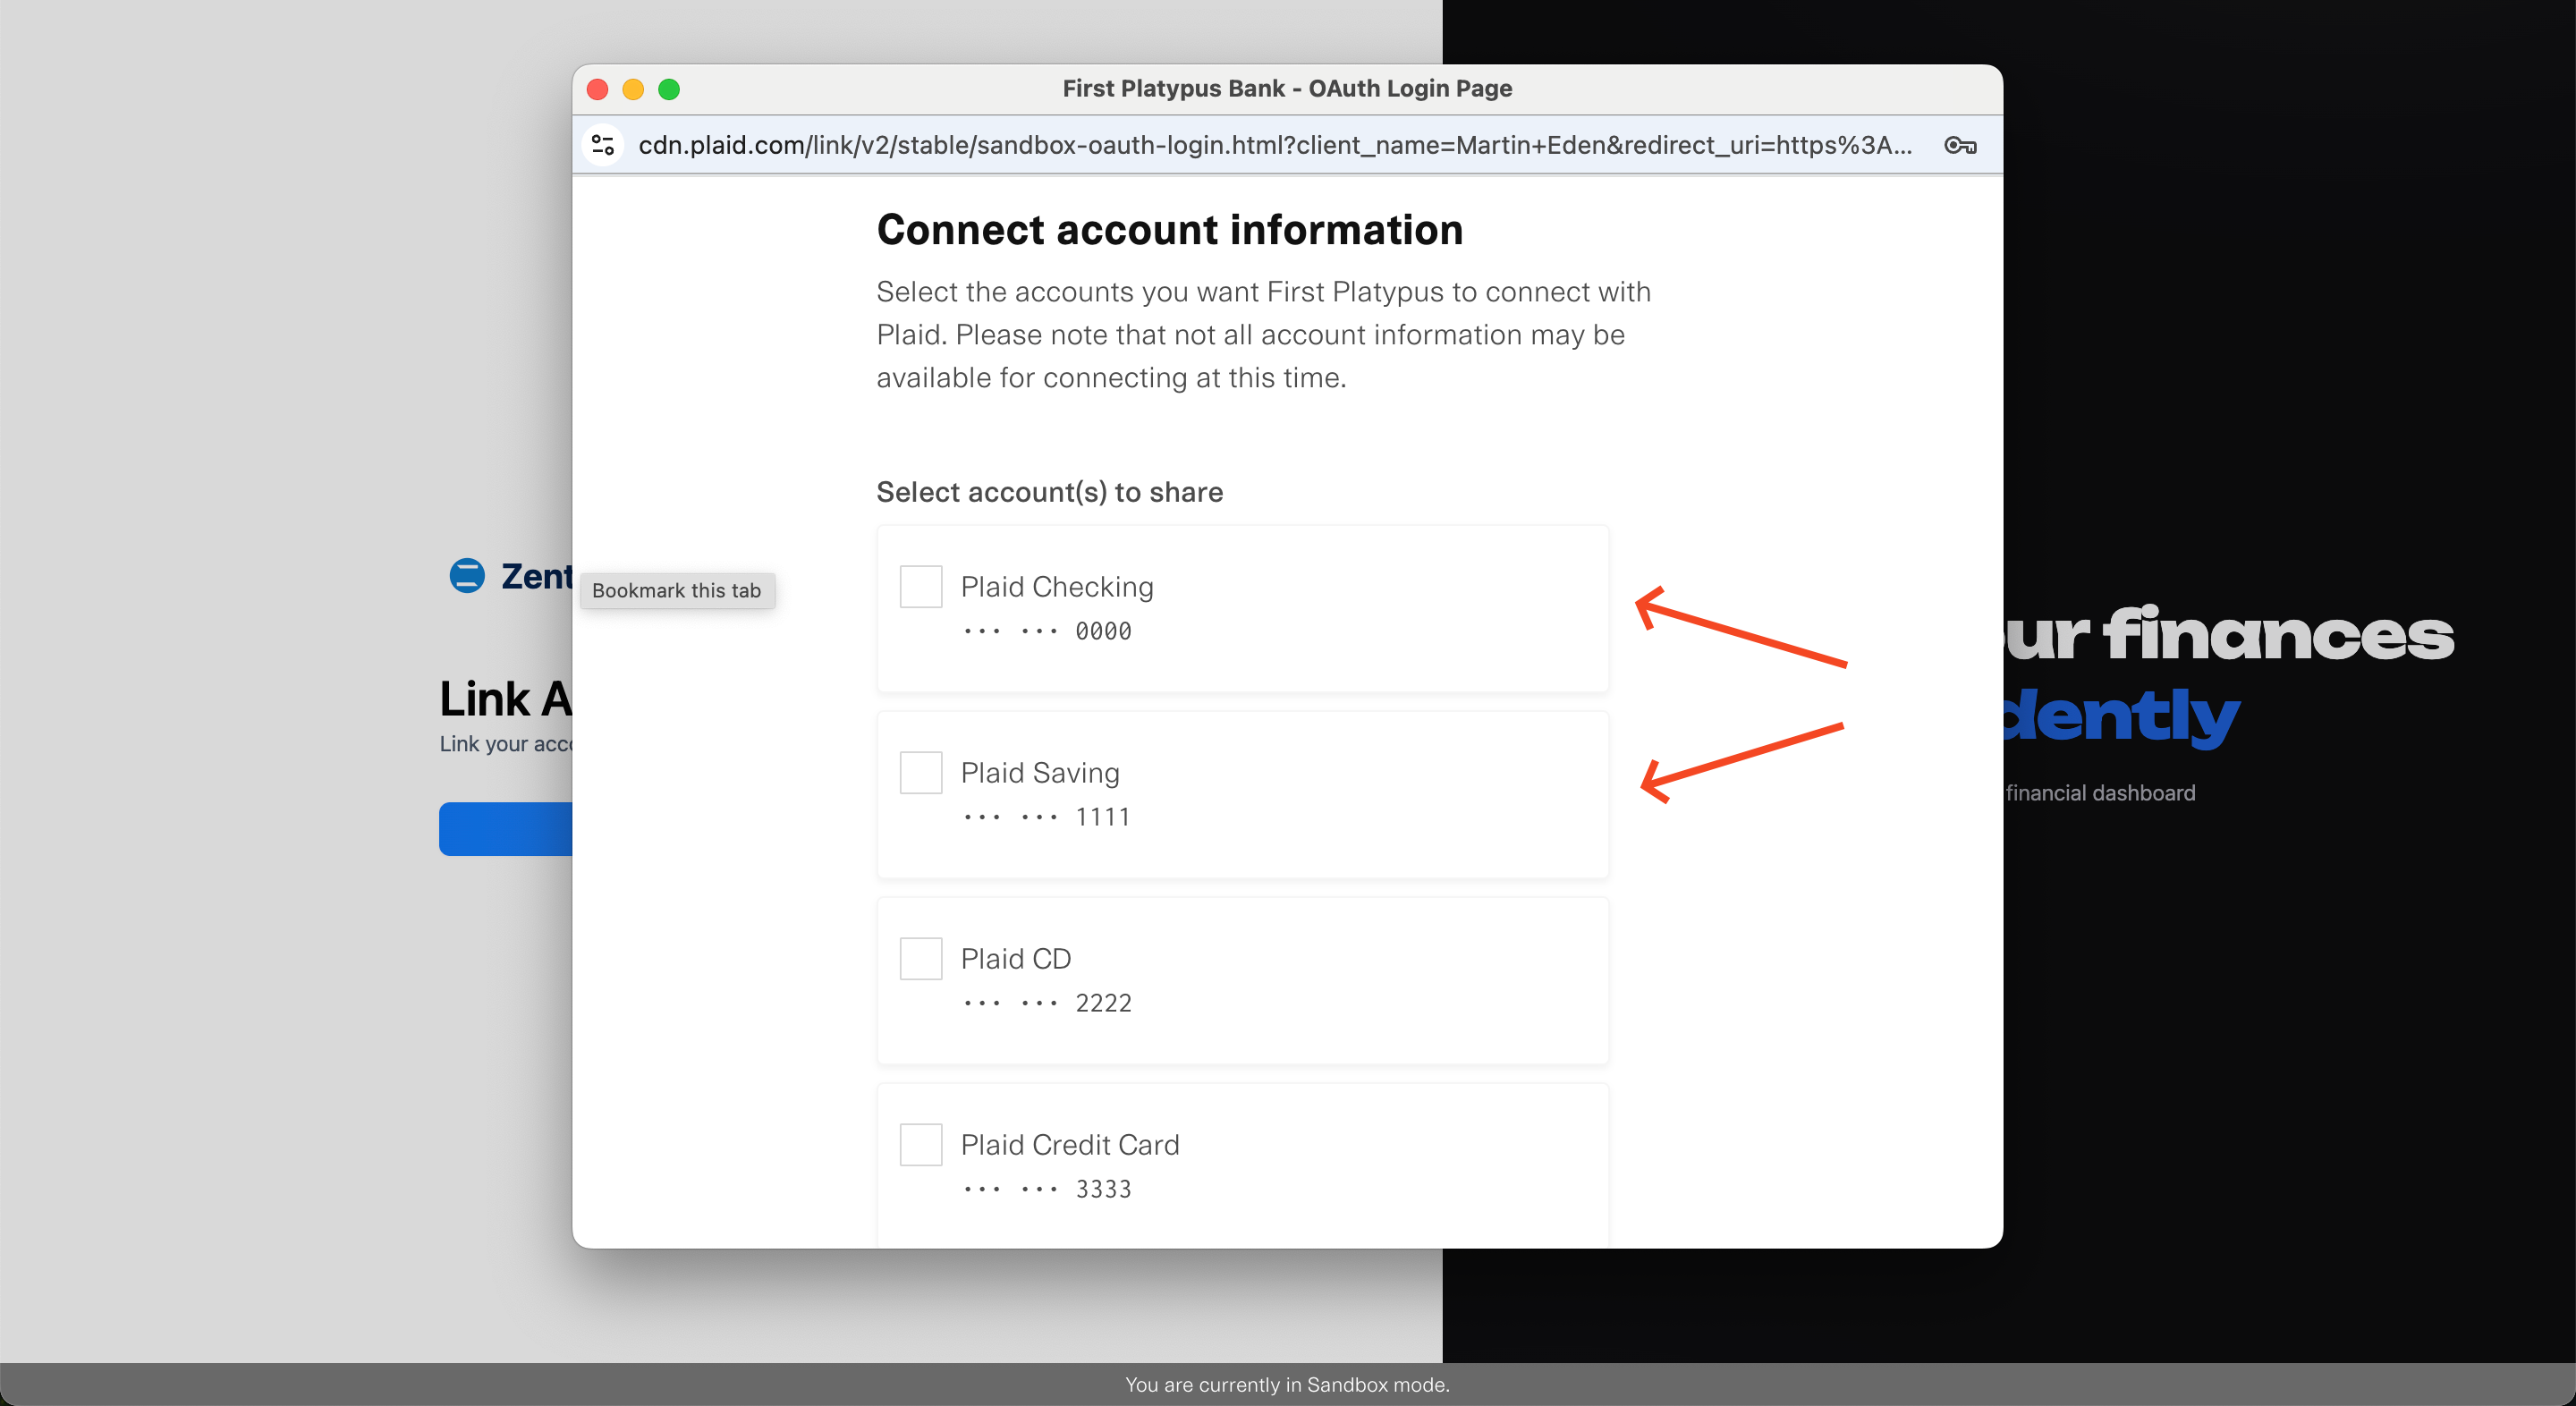 First Platypus Bank - OAuth Login Page
cdn.plaid.com/link/v2/stable/sandbox-oauth-login.html?client_name=Martin+Eden&redirect_uri=https%3A...
Connect account information
Select the accounts you want First Platypus to connect with
Plaid. Please note that not all account information may be
available for connecting at this time.
Select account(s) to share
Plaid Checking
··· ··· 0000
Plaid Saving
··· ··· 1111
Plaid CD
··· ··· 2222
Plaid Credit Card
··· ··· 3333
Zent
Bookmark this tab
Link A
Link your acc
ur finances
dently
financial dashboard
You are currently in Sandbox mode.